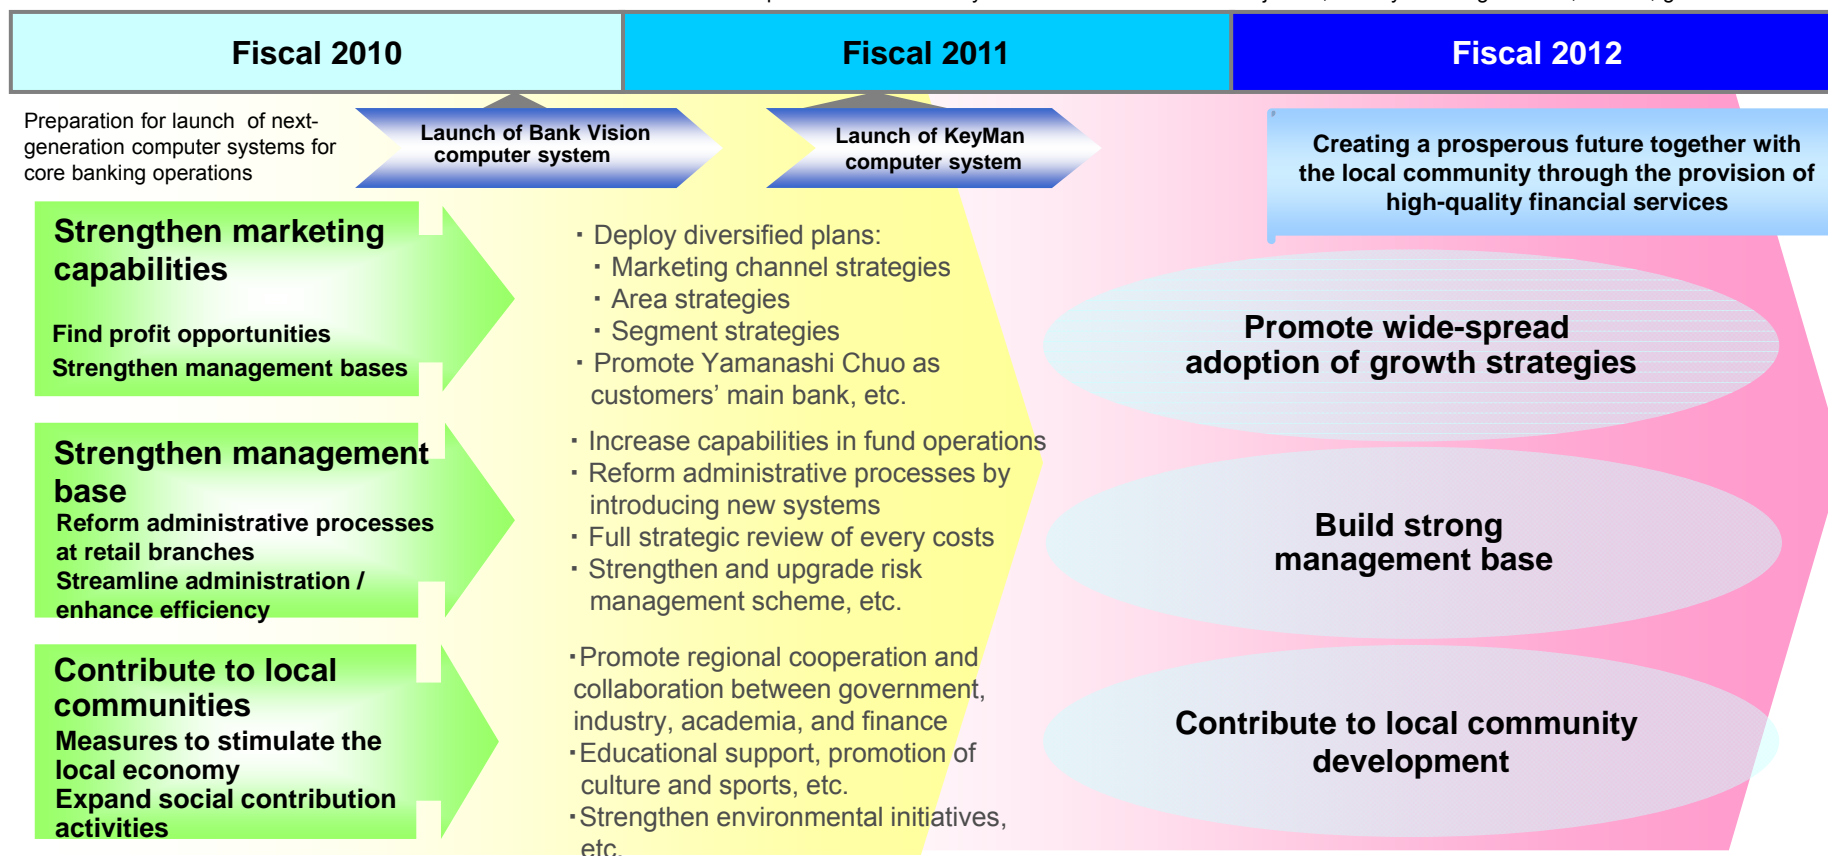 Fiscal 2010
Fiscal 2011
Fiscal 2012
Preparation for launch of next-
generation computer systems for
core banking operations
Launch of Bank Vision
computer system
Launch of KeyMan
computer system
Creating a prosperous future together with
the local community through the provision of
high-quality financial services
Strengthen marketing
capabilities
Find profit opportunities
Strengthen management bases
・Deploy diversified plans:
・Marketing channel strategies
・Area strategies
・Segment strategies
・Promote Yamanashi Chuo as
customers’ main bank, etc.
Promote wide-spread
adoption of growth strategies
Strengthen management
base
Reform administrative processes
at retail branches
Streamline administration /
enhance efficiency
・Increase capabilities in fund operations
・Reform administrative processes by
introducing new systems
・Full strategic review of every costs
・Strengthen and upgrade risk
management scheme, etc.
Build strong
management base
Contribute to local
communities
Measures to stimulate the
local economy
Expand social contribution
activities
・Promote regional cooperation and
collaboration between government,
industry, academia, and finance
・Educational support, promotion of
culture and sports, etc.
・Strengthen environmental initiatives,
etc.
Contribute to local community
development